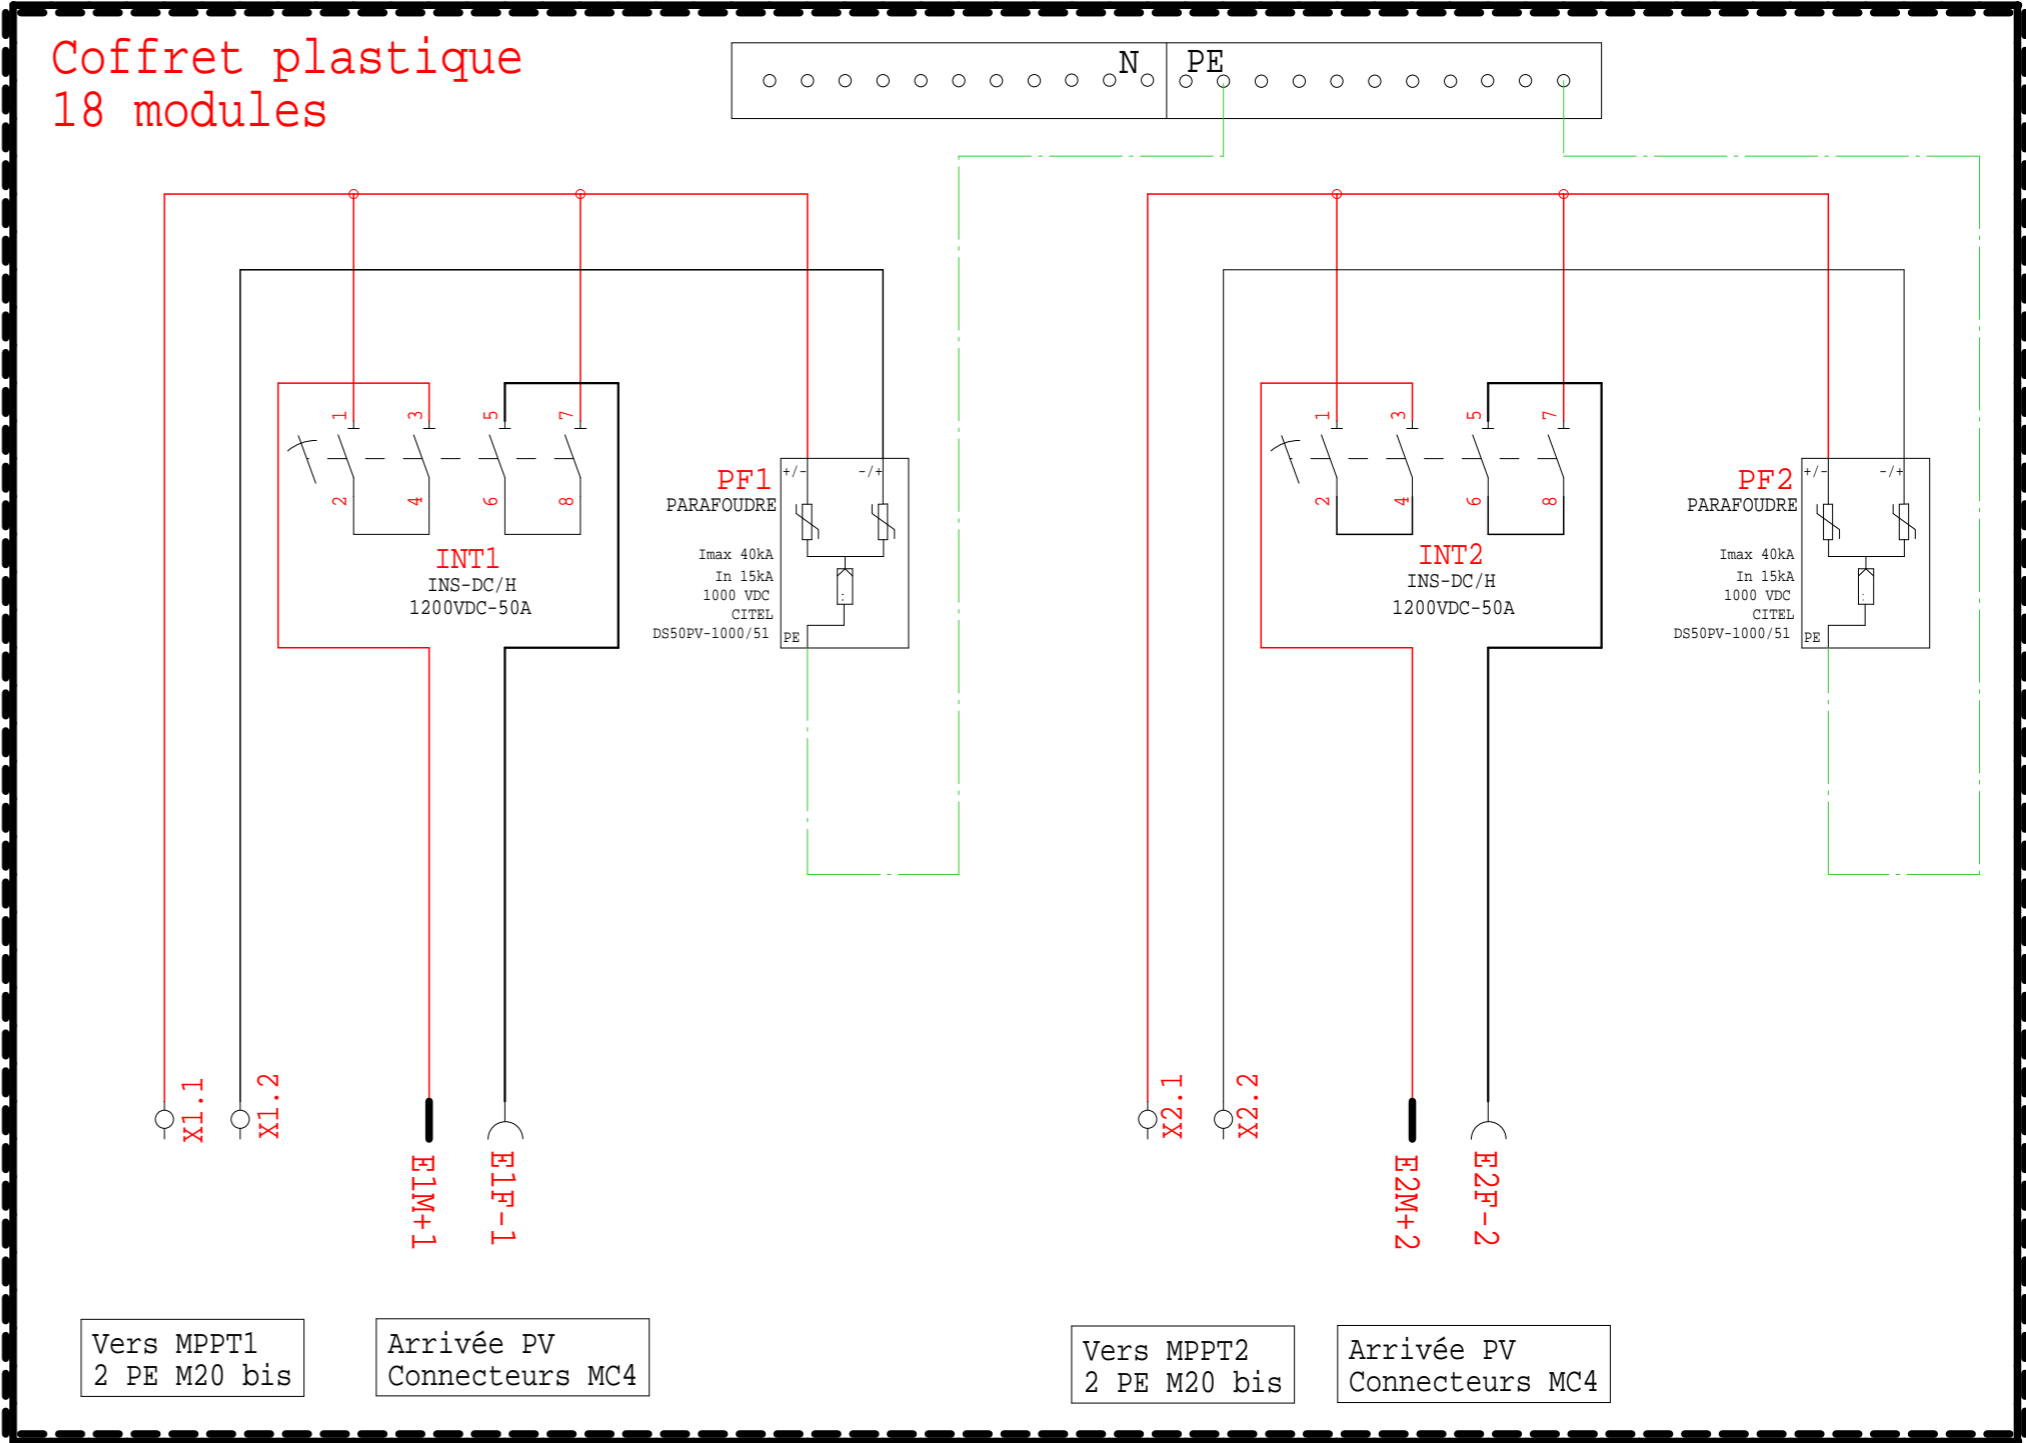 Coffret plastique
18 modules
N PE
1 3 5 7
2 4 6 8
INT1
INS-DC/H
1200VDC-50A
PF1
PARAFOUDRE
Imax 40kA
In 15kA
1000 VDC
CITEL
DS50PV-1000/51
+/- -/+
PE
1 3 5 7
2 4 6 8
INT2
INS-DC/H
1200VDC-50A
PF2
PARAFOUDRE
Imax 40kA
In 15kA
1000 VDC
CITEL
DS50PV-1000/51
+/- -/+
PE
X1.1
X1.2
E1M+1
E1F-1
X2.1
X2.2
E2M+2
E2F-2
Vers MPPT1
2 PE M20 bis
Arrivée PV
Connecteurs MC4
Vers MPPT2
2 PE M20 bis
Arrivée PV
Connecteurs MC4